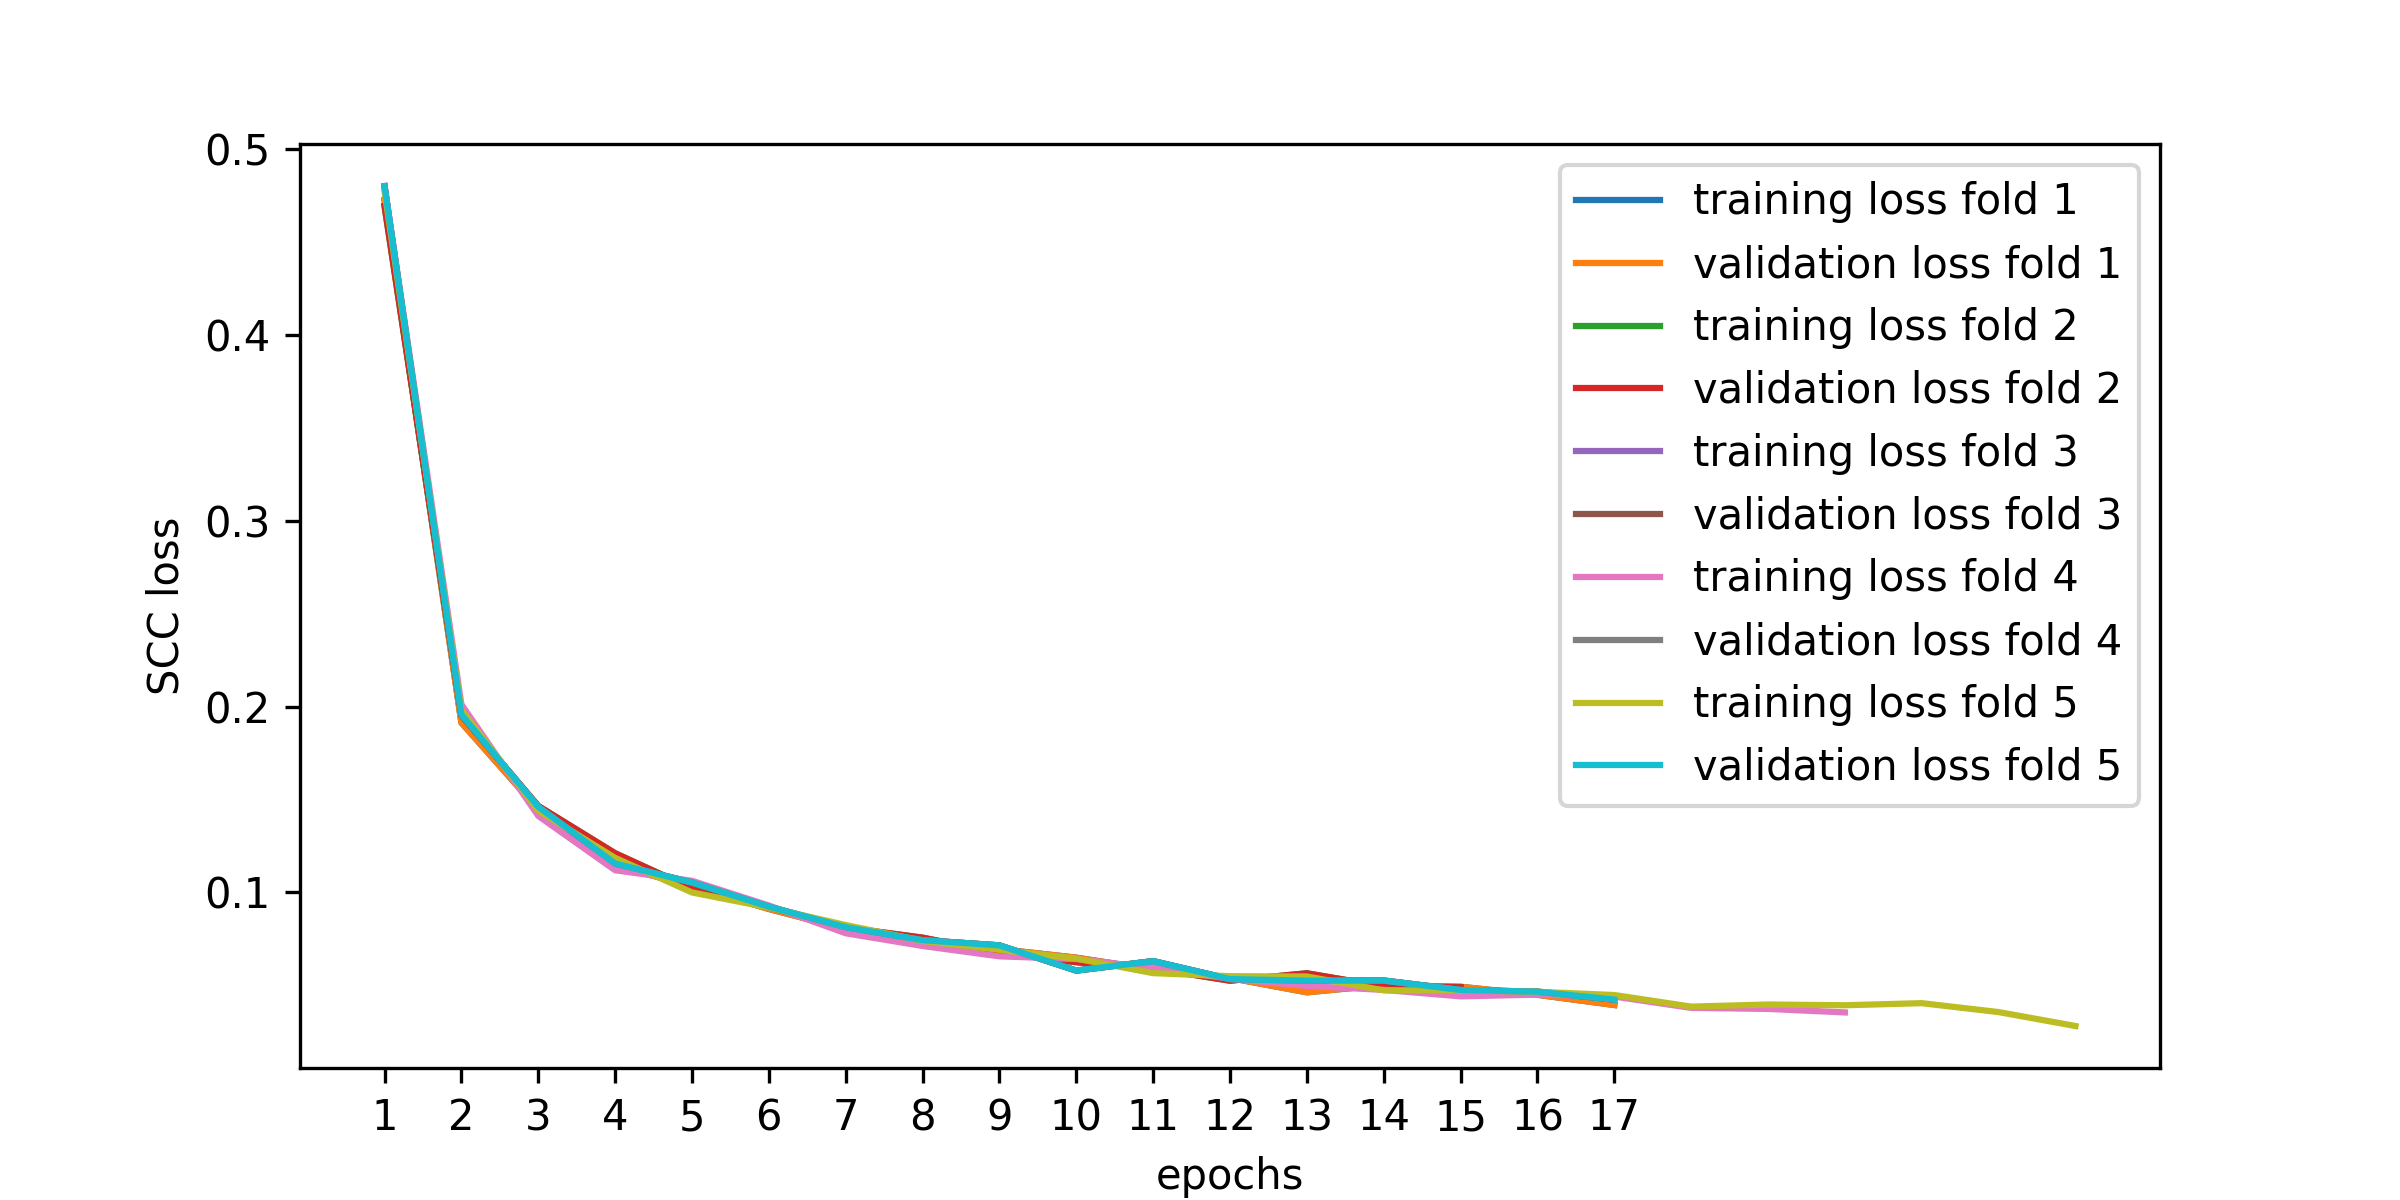 0.5
0.4
0.3
0.2
0.1
SCC loss
training loss fold 1
validation loss fold 1
training loss fold 2
validation loss fold 2
training loss fold 3
validation loss fold 3
training loss fold 4
validation loss fold 4
training loss fold 5
validation loss fold 5
1 2 3 4 5 6 7 8 9 10 11 12 13 14 15 16 17
epochs